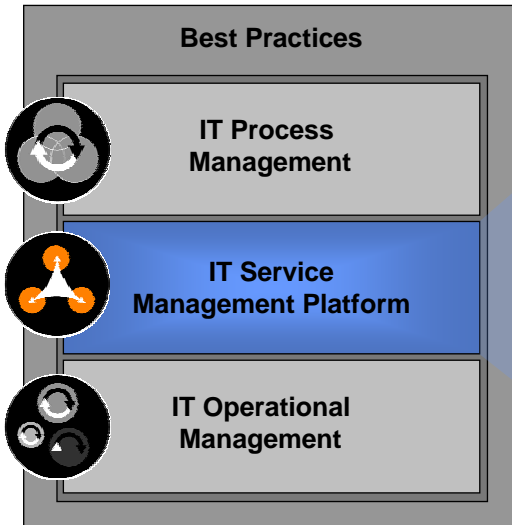 Best Practices
IT Process
Management
IT Service
Management Platform
IT Operational
Management